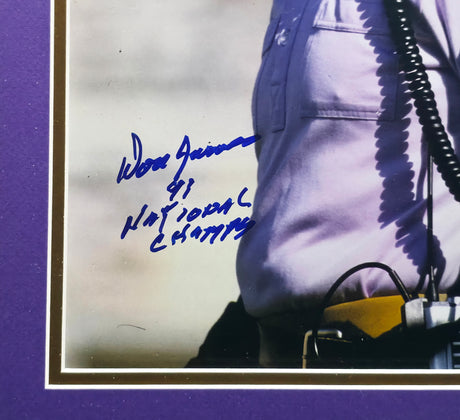 Don James
91
NATIONAL
CHAMPS